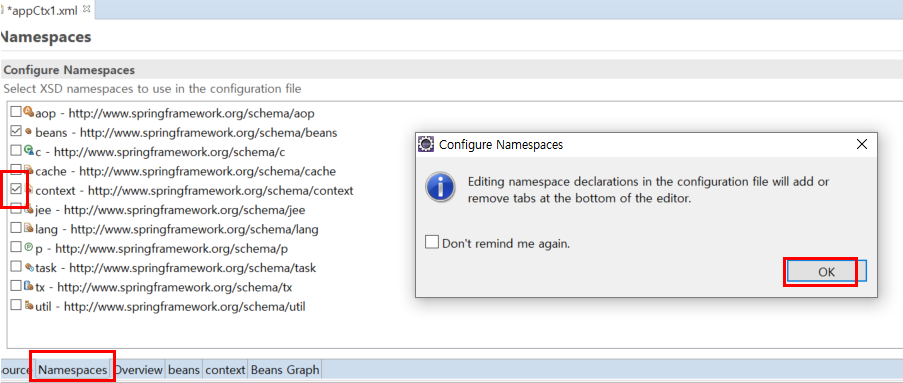 *appCtx1.xml
Namespaces
Configure Namespaces
Select XSD namespaces to use in the configuration file
aop - http://www.springframework.org/schema/aop
beans - http://www.springframework.org/schema/beans
c - http://www.springframework.org/schema/c
cache - http://www.springframework.org/schema/cache
context - http://www.springframework.org/schema/context
jee - http://www.springframework.org/schema/jee
lang - http://www.springframework.org/schema/lang
p - http://www.springframework.org/schema/p
task - http://www.springframework.org/schema/task
tx - http://www.springframework.org/schema/tx
util - http://www.springframework.org/schema/util
Configure Namespaces
Editing namespace declarations in the configuration file will add or
remove tabs at the bottom of the editor.
Don't remind me again.
OK
ource Namespaces Overview beans context Beans Graph